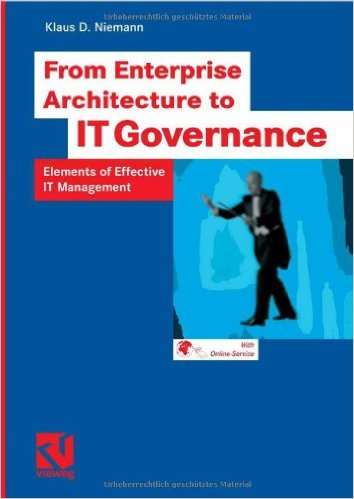 Urheberrechtlich geschütztes Material
Klaus D. Niemann
From Enterprise
Architecture to
IT Governance
Elements of Effective
IT Management
With
Online-Service
vieweg
Urheberrechtlich geschütztes Material